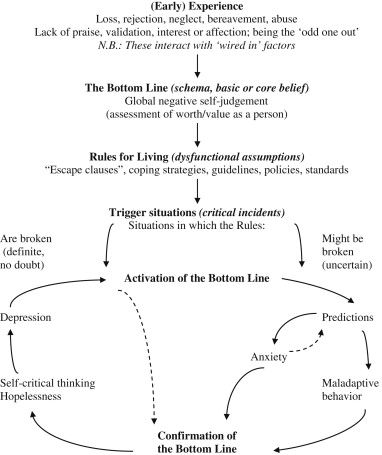 (Early) Experience
Loss, rejection, neglect, bereavement, abuse
Lack of praise, validation, interest or affection; being the ‘odd one out’
N.B.: These interact with ‘wired in’ factors
The Bottom Line (schema, basic or core belief)
Global negative self-judgement
(assessment of worth/value as a person)
Rules for Living (dysfunctional assumptions)
“Escape clauses”, coping strategies, guidelines, policies, standards
Trigger situations (critical incidents)
Situations in which the Rules:
Are broken
(definite,
no doubt)
Might be
broken
(uncertain)
Activation of the Bottom Line
Depression
Predictions
Anxiety
Self-critical thinking
Hopelessness
Maladaptive
behavior
Confirmation of
the Bottom Line